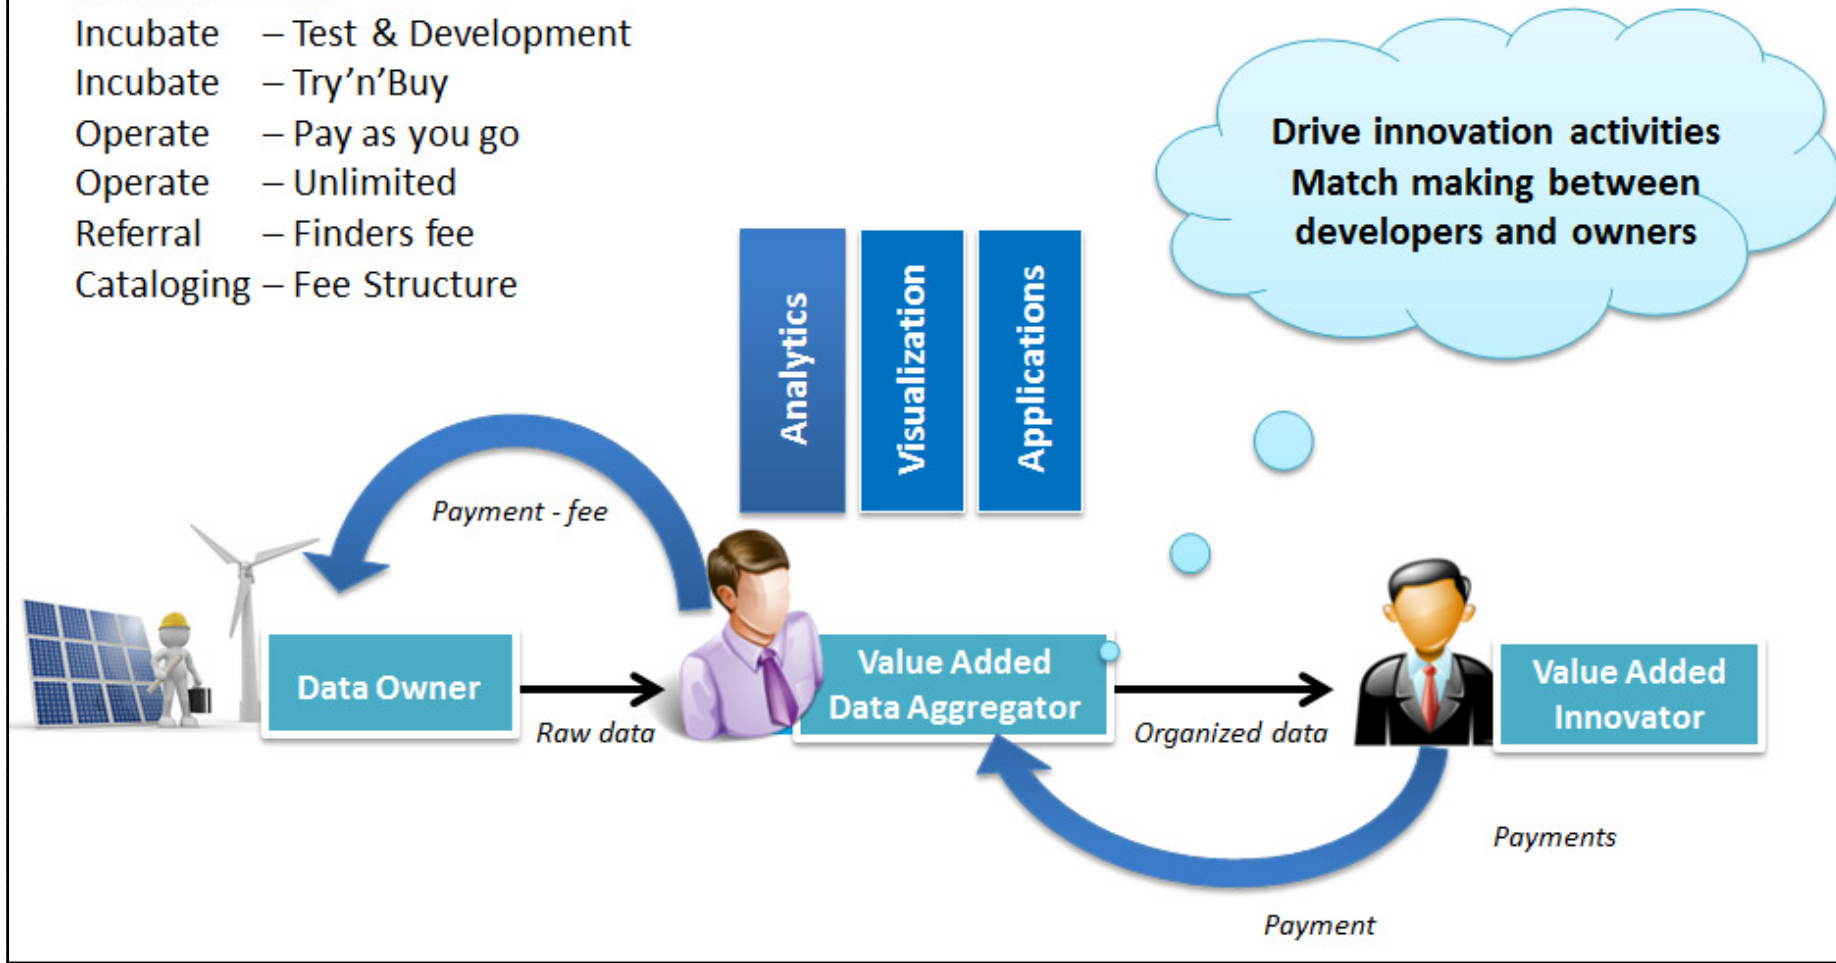 Incubate – Test & Development
Incubate – Try’n’Buy
Operate – Pay as you go
Operate – Unlimited
Referral – Finders fee
Cataloging – Fee Structure
Drive innovation activities
Match making between
developers and owners
Analytics
Visualization
Applications
Payment - fee
Data Owner
Raw data
Value Added
Data Aggregator
Organized data
Value Added
Innovator
Payments
Payment